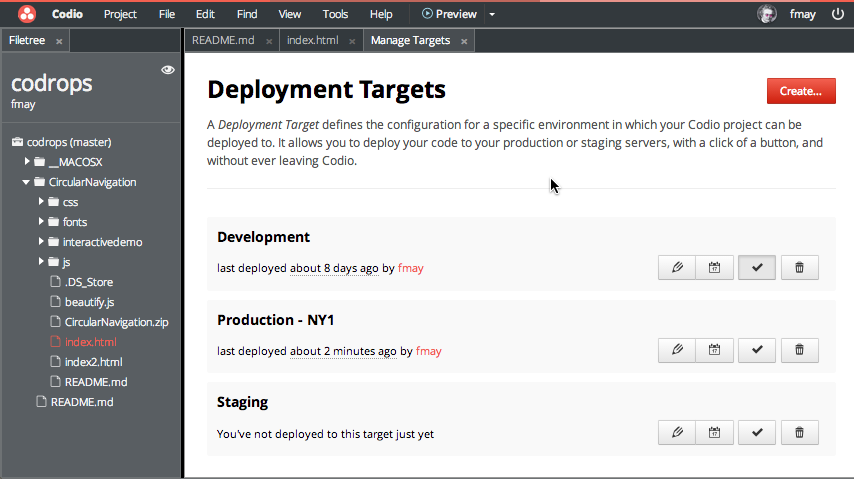 Codio Project File Edit Find View Tools Help Preview fmay
Filetree × README.md × index.html × Manage Targets ×
codrops
fmay
codrops (master)
__MACOSX
CircularNavigation
css
fonts
interactivedemo
js
.DS_Store
beautify.js
CircularNavigation.zip
index.html
index2.html
README.md
README.md
Deployment Targets
Create...
A Deployment Target defines the configuration for a specific environment in which your Codio project can be
deployed to. It allows you to deploy your code to your production or staging servers, with a click of a button, and
without ever leaving Codio.
Development
last deployed about 8 days ago by fmay
17
Production - NY1
last deployed about 2 minutes ago by fmay
17
Staging
You've not deployed to this target just yet
17